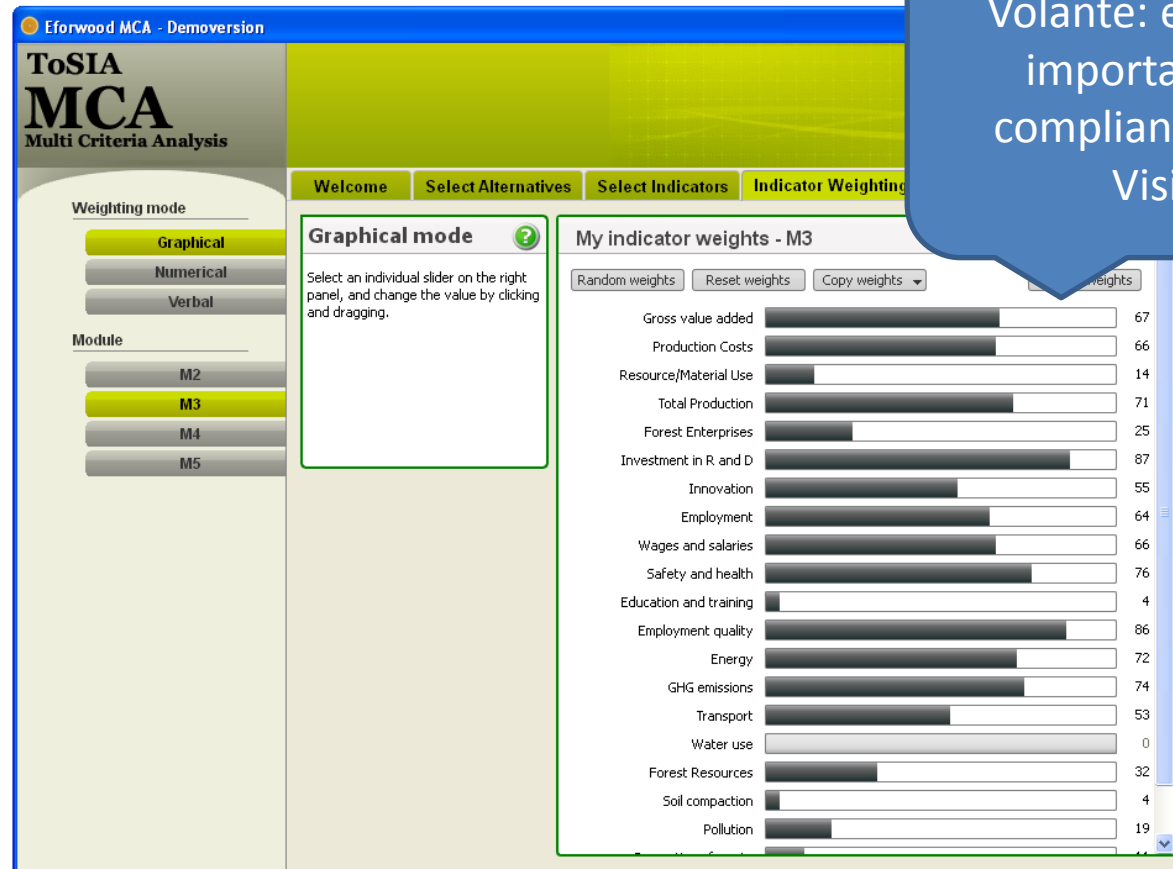 Eforwood MCA - Demoversion
ToSIA
MCA
Multi Criteria Analysis
Volante:
complian
Visi
Welcome
Select Alternatives
Select Indicators
Indicator Weighting
Weighting mode
Graphical
Numerical
Verbal
Module
M2
M3
M4
M5
Graphical mode
?
Select an individual slider on the right
panel, and change the value by clicking
and dragging.
My indicator weights - M3
Random weights
Reset weights
Copy weights
weights
Gross value added 67
Production Costs 66
Resource/Material Use 14
Total Production 71
Forest Enterprises 25
Investment in R and D 87
Innovation 55
Employment 64
Wages and salaries 66
Safety and health 76
Education and training 4
Employment quality 86
Energy 72
GHG emissions 74
Transport 53
Water use 0
Forest Resources 32
Soil compaction 4
Pollution 19